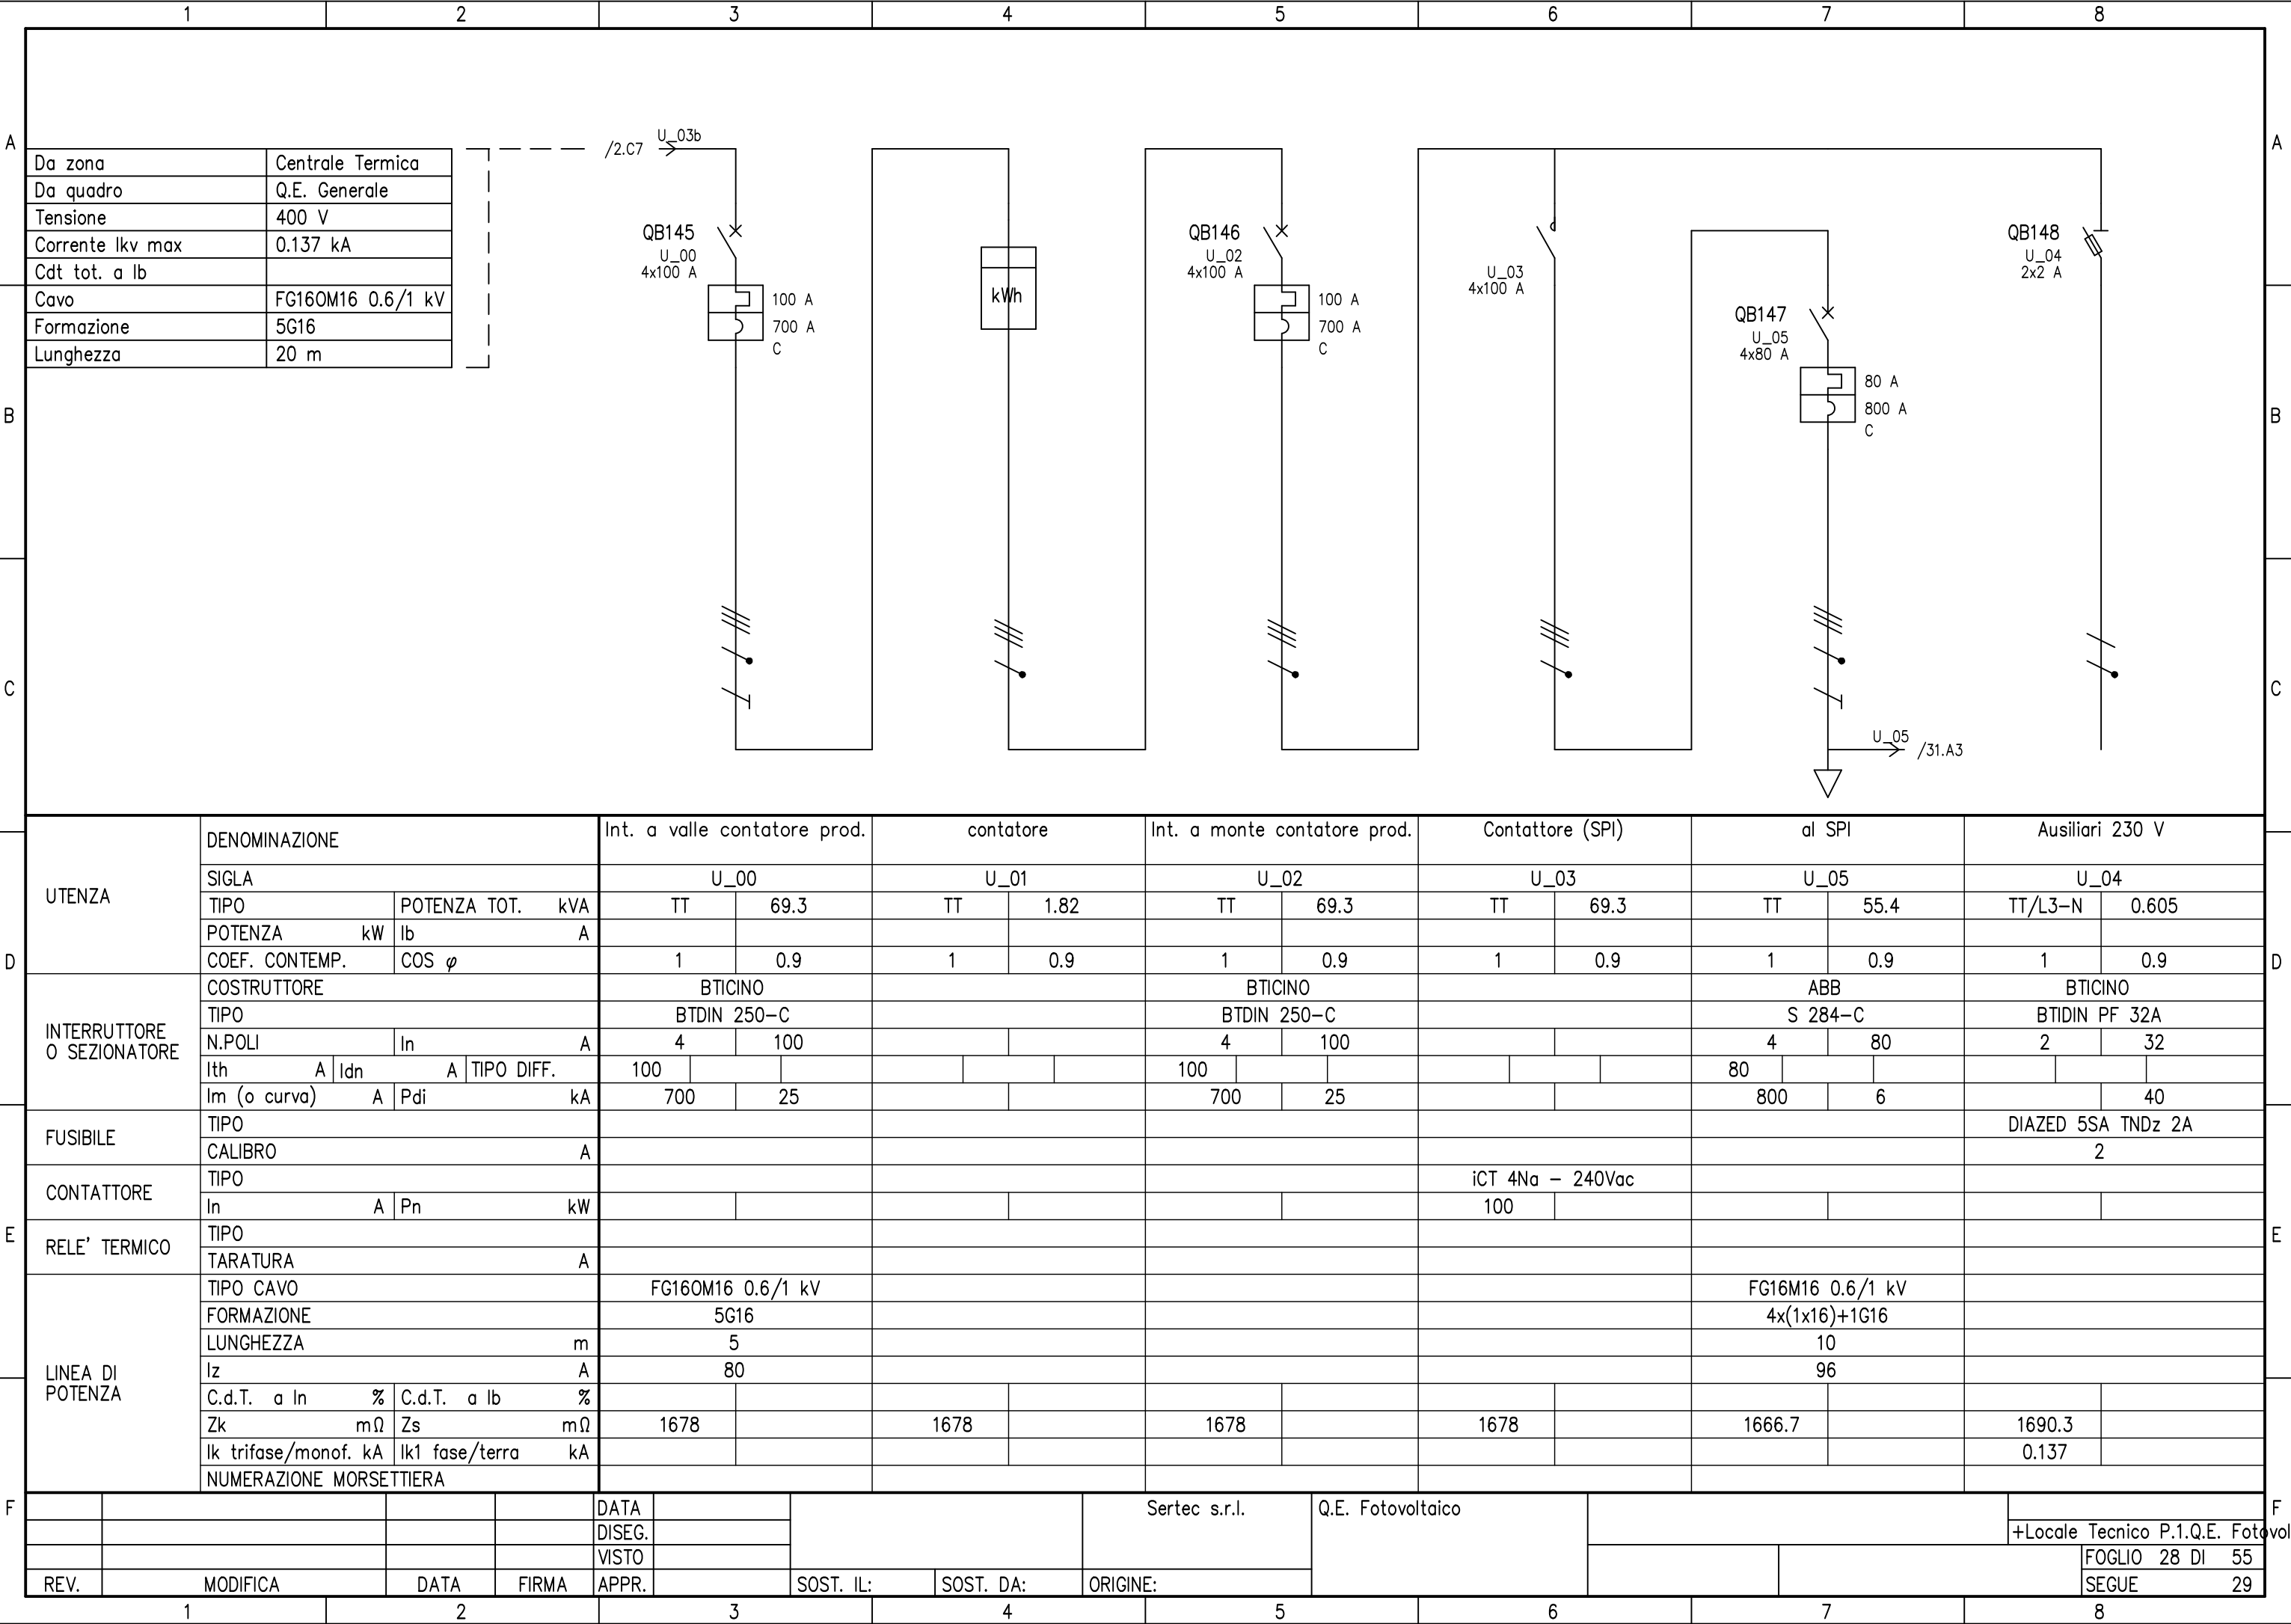 1 2 3 4 5 6 7 8
A A
Da zona Centrale Termica
Da quadro Q.E. Generale
Tensione 400 V
Corrente Ikv max 0.137 kA
Cdt tot. a Ib
Cavo FG16OM16 0.6/1 kV
Formazione 5G16
Lunghezza 20 m
/2.C7 U_03b
QB145
U_00
4x100 A
100 A
700 A
C
kWh
QB146
U_02
4x100 A
100 A
700 A
C
U_03
4x100 A
QB147
U_05
4x80 A
80 A
800 A
C
QB148
U_04
2x2 A
B B
C C
U_05 /31.A3
UTENZA
DENOMINAZIONE Int. a valle contatore prod. contatore Int. a monte contatore prod. Contattore (SPI) al SPI Ausiliari 230 V
SIGLA U_00 U_01 U_02 U_03 U_05 U_04
TIPO POTENZA TOT. kVA TT 69.3 TT 1.82 TT 69.3 TT 69.3 TT 55.4 TT/L3-N 0.605
POTENZA kW Ib A
D COEF. CONTEMP. COS φ 1 0.9 1 0.9 1 0.9 1 0.9 1 0.9 1 0.9 D
INTERRUTTORE
O SEZIONATORE
COSTRUTTORE BTICINO BTICINO ABB BTICINO
TIPO BTDIN 250-C BTDIN 250-C S 284-C BTIDIN PF 32A
N.POLI In A 4 100 4 100 4 80 2 32
Ith A Idn A TIPO DIFF. 100 100 80
Im (o curva) A Pdi kA 700 25 700 25 800 6 40
FUSIBILE
TIPO DIAZED 5SA TNDz 2A
CALIBRO A 2
CONTATTORE
TIPO iCT 4Na - 240Vac
In A Pn kW 100
E RELE' TERMICO E
TIPO
TARATURA A
LINEA DI
POTENZA
TIPO CAVO FG16OM16 0.6/1 kV FG16M16 0.6/1 kV
FORMAZIONE 5G16 4x(1x16)+1G16
LUNGHEZZA m 5 10
Iz A 80 96
C.d.T. a In % C.d.T. a Ib %
Zk mΩ Zs mΩ 1678 1678 1678 1678 1666.7 1690.3
Ik trifase/monof. kA Ik1 fase/terra kA 0.137
NUMERAZIONE MORSETTIERA
F F
DATA Sertec s.r.l. Q.E. Fotovoltaico
DISEG. +Locale Tecnico P.1.Q.E. Fotovol
VISTO FOGLIO 28 DI 55
REV. MODIFICA DATA FIRMA APPR. SOST. IL: SOST. DA: ORIGINE: SEGUE 29
1 2 3 4 5 6 7 8